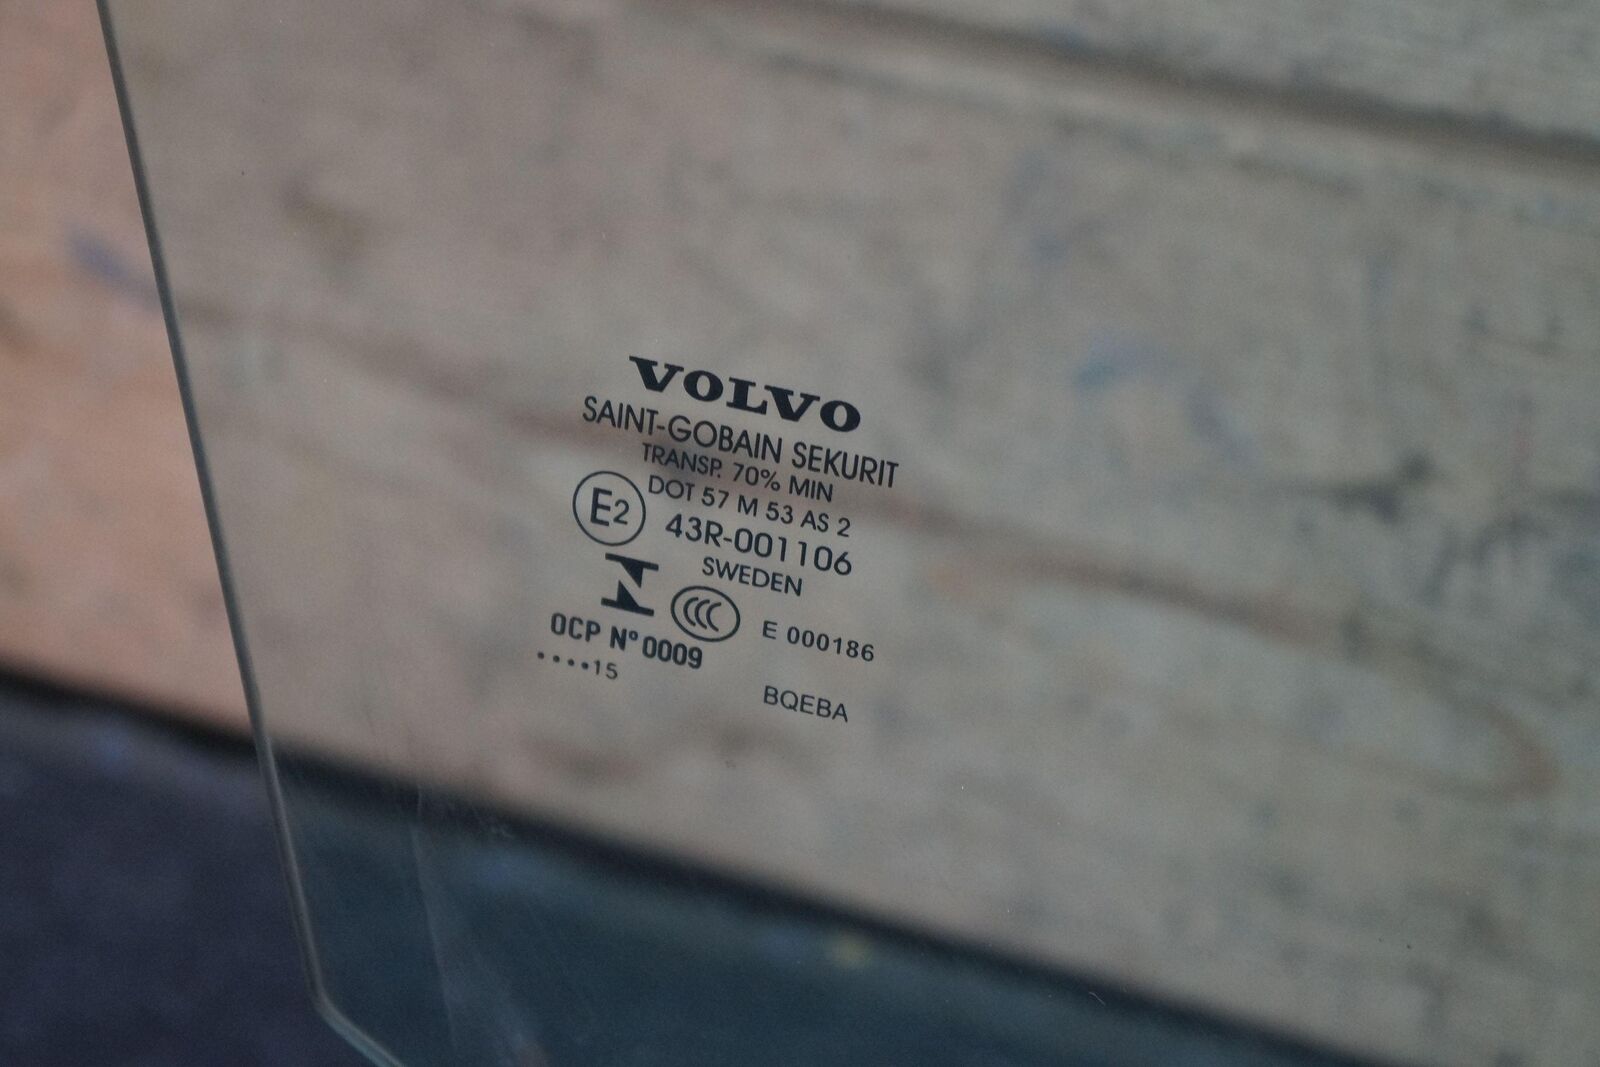 VOLVO
SAINT-GOBAIN SEKURIT
TRANSP. 70% MIN
DOT 57 M 53 AS 2
E2 43R-001106
SWEDEN
CCC E 000186
OCP Nº 0009
••••15
BQEBA